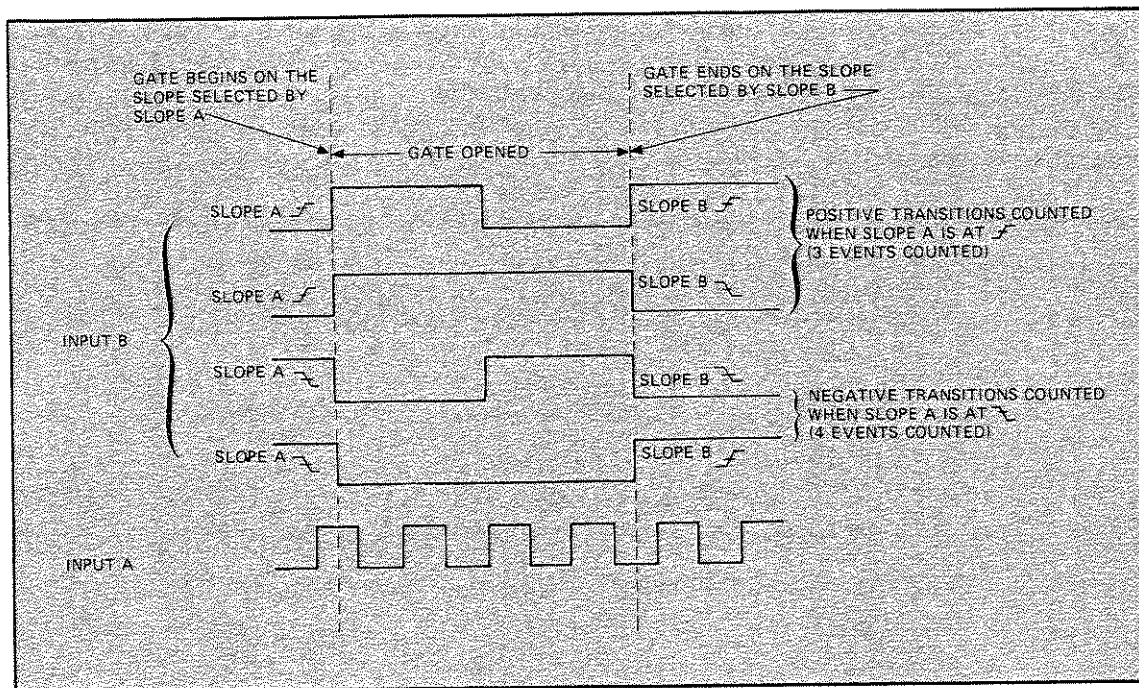 GATE BEGINS ON THE
SLOPE SELECTED BY
SLOPE A
GATE ENDS ON THE SLOPE
SELECTED BY SLOPE B
GATE OPENED
SLOPE A
SLOPE B
POSITIVE TRANSITIONS COUNTED
WHEN SLOPE A IS AT
(3 EVENTS COUNTED)
SLOPE A
SLOPE B
INPUT B
SLOPE A
SLOPE B
NEGATIVE TRANSITIONS COUNTED
WHEN SLOPE A IS AT
(4 EVENTS COUNTED)
SLOPE A
SLOPE B
INPUT A